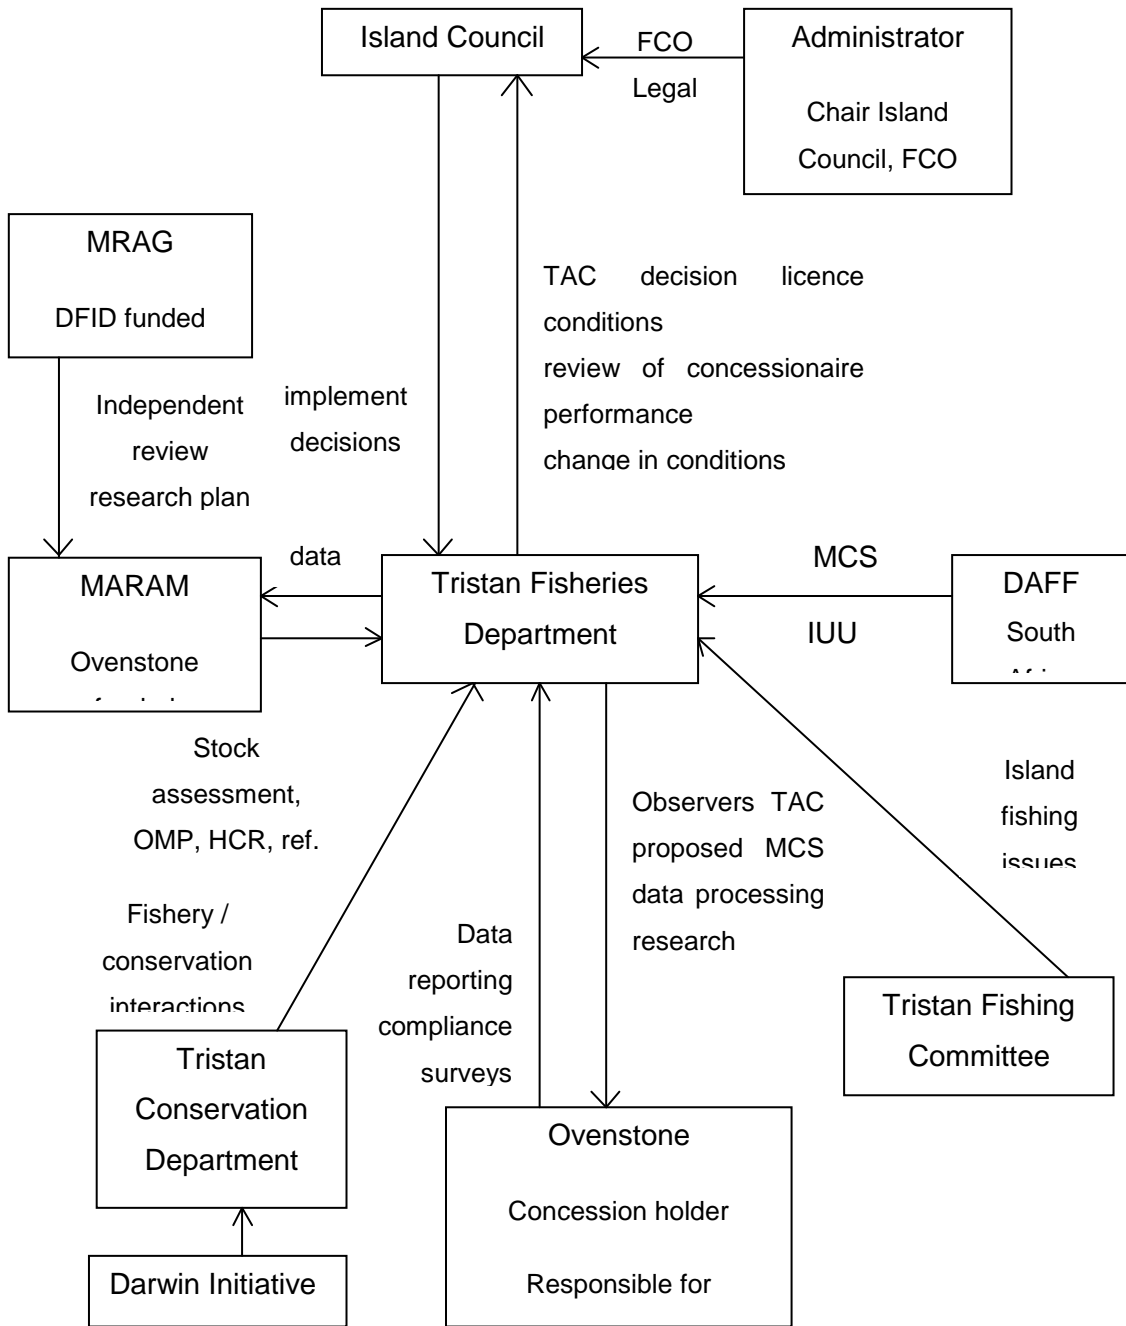 Island Council
FCO
Legal
Administrator
Chair Island
Council, FCO
MRAG
DFID funded
TAC decision licence
conditions
review of concessionaire
performance
change in conditions
Independent
review
research plan
implement
decisions
data
MARAM
Ovenstone
Tristan Fisheries
Department
MCS
IUU
DAFF
South
Stock
assessment,
OMP, HCR, ref.
Fishery /
conservation
interactions
Data
reporting
compliance
surveys
Observers TAC
proposed MCS
data processing
research
Island
fishing
issues
Tristan Fishing
Committee
Tristan
Conservation
Department
Ovenstone
Concession holder
Responsible for
Darwin Initiative